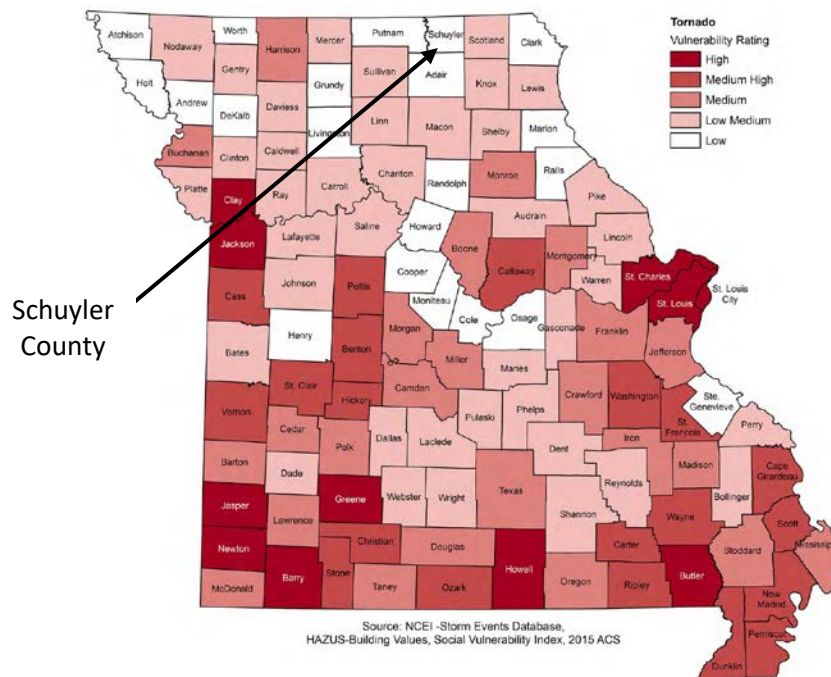 Atchison
Worth
Nodaway
Harrison
Mercer
Putnam
Schuyler
Scotland
Clark
Holt
Gentry
Sullivan
Adair
Knox
Lewis
Andrew
DeKalb
Daviess
Grundy
Livingston
Linn
Macon
Shelby
Marion
Buchanan
Clinton
Caldwell
Chariton
Randolph
Monron
Ralls
Platte
Clay
Ray
Carroll
Pike
Audrain
Jackson
Lafayette
Saline
Howard
Boone
Callaway
Montgomery
Lincoln
Warren
St. Charles
St. Louis
St. Louis
City
Cass
Johnson
Pettis
Cooper
Moniteau
Cole
Osage
Gasconade
Franklin
Jefferson
Bates
Henry
Benton
Morgan
Miller
Maries
Camden
Crawford
Washington
Ste.
Genevieve
St.
Francois
Perry
Vernon
St. Clair
Hickory
Cedar
Polk
Dallas
Laclede
Pulaski
Phelps
Dent
Iron
Madison
Bollinger
Cape
Girardeau
Barton
Dade
Greene
Webster
Wright
Texas
Shannon
Reynolds
Wayne
Scott
Mississippi
Stoddard
Jasper
Lawrence
Christian
Douglas
Howell
Carter
Butler
Newton
Barry
Stone
Taney
Ozark
Oregon
Ripley
New
Madrid
McDonald
Pemiscot
Dunklin
Schuyler
County
Tornado
Vulnerability Rating
High
Medium High
Medium
Low Medium
Low
Source: NCEI -Storm Events Database,
HAZUS-Building Values, Social Vulnerability Index, 2015 ACS